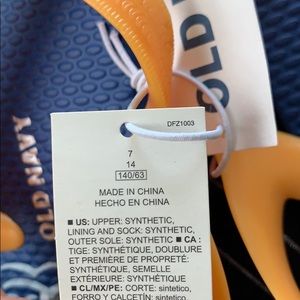 OLD NAVY
OLD NAVY
DFZ1003
7
14
140/63
MADE IN CHINA
HECHO EN CHINA
■ US: UPPER: SYNTHETIC,
LINING AND SOCK: SYNTHETIC,
OUTER SOLE: SYNTHETIC ■ CA :
TIGE: SYNTHÉTIQUE, DOUBLURE
ET PREMIÈRE DE PROPRETÉ:
SYNTHÉTIQUE, SEMELLE
EXTÉRIEURE: SYNTHÉTIQUE ■
CL/MX/PE: CORTE: sintetico,
FORRO Y CALCETÍN: sintetico,